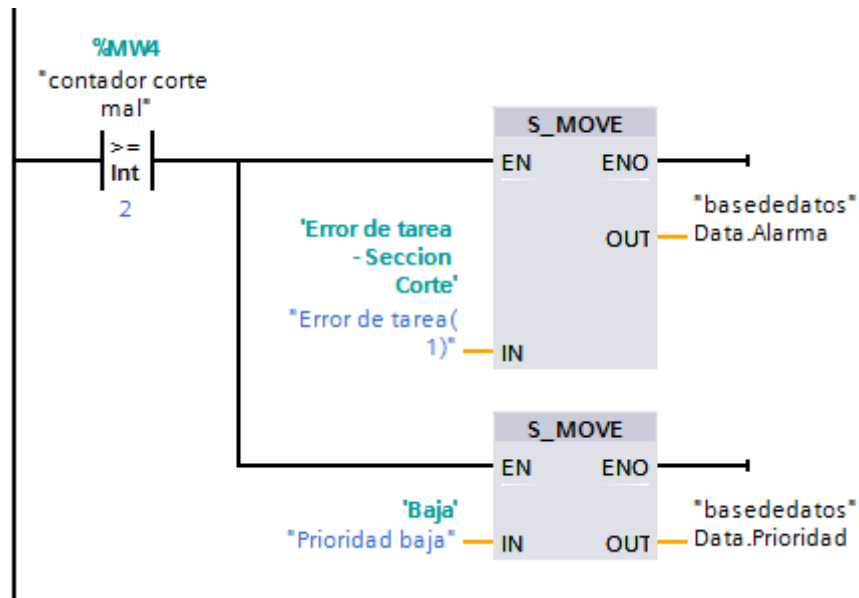 %MW4
"contador corte
mal"
>=
Int
2
S_MOVE
EN ENO
"basededatos"
OUT Data.Alarma
'Error de tarea
- Seccion
Corte'
"Error de tarea(
1)" IN
S_MOVE
EN ENO
'Baja' "basededatos"
"Prioridad baja" IN OUT Data.Prioridad